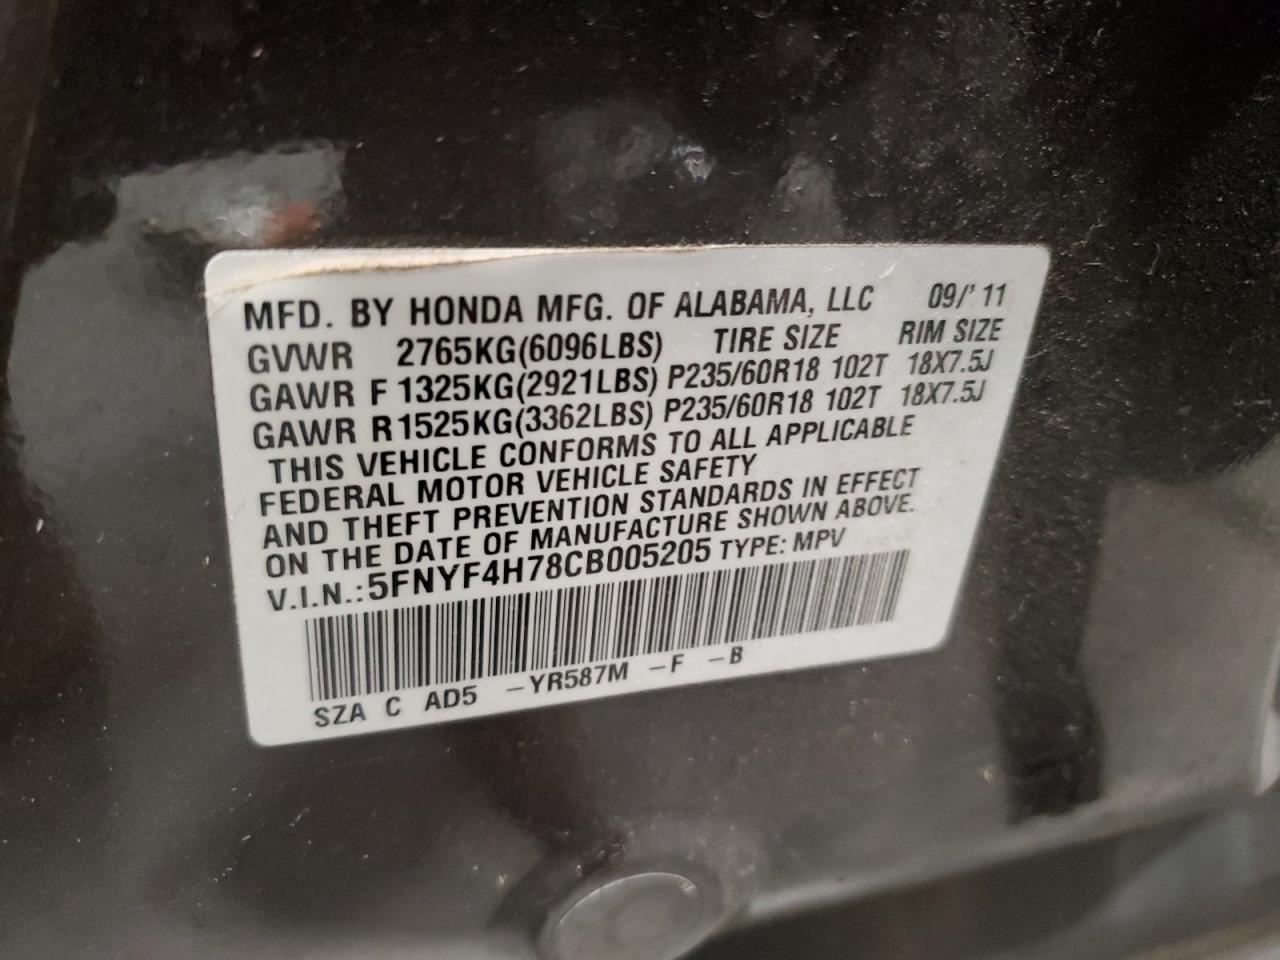 MFD. BY HONDA MFG. OF ALABAMA, LLC 09/'11
GVWR 2765KG(6096LBS) TIRE SIZE RIM SIZE
GAWR F 1325KG(2921LBS) P235/60R18 102T 18X7.5J
GAWR R1525KG(3362LBS) P235/60R18 102T 18X7.5J
THIS VEHICLE CONFORMS TO ALL APPLICABLE
FEDERAL MOTOR VEHICLE SAFETY
AND THEFT PREVENTION STANDARDS IN EFFECT
ON THE DATE OF MANUFACTURE SHOWN ABOVE.
V.I.N.: 5FNYF4H78CB005205 TYPE: MPV
SZA C AD5 -YR587M -F -B